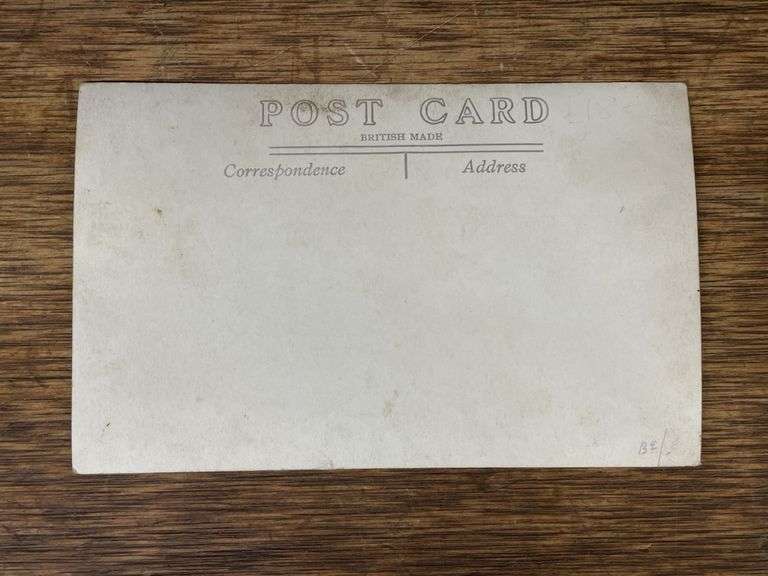 POST CARD
BRITISH MADE
Correspondence
Address